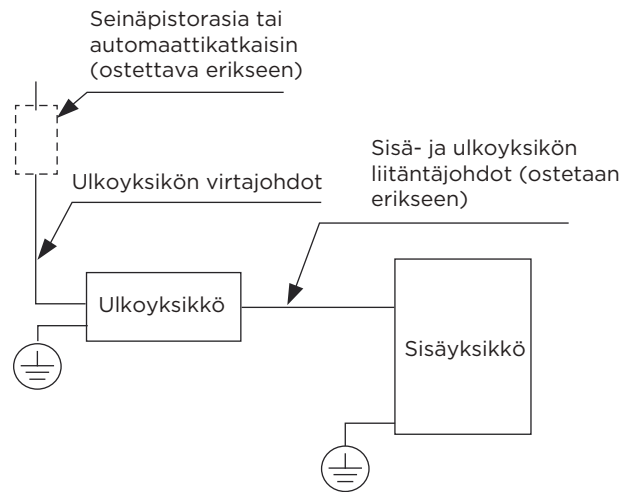 Seinäpistorasia tai
automaattikatkaisin
(ostettava erikseen)
Sisä- ja ulkoyksikön
liitäntäjohdot (ostetaan
erikseen)
Ulkoyksikön virtajohdot
Ulkoyksikkö
Sisäyksikkö